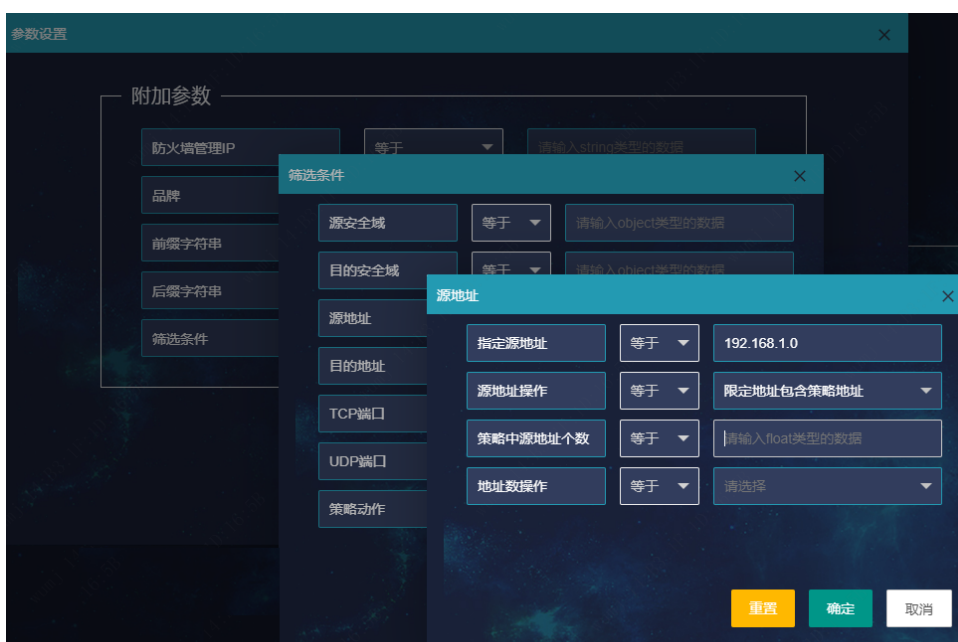 参数设置
附加参数
防火墙管理IP 等于 请输入string类型的数据
品牌
前缀字符串
后缀字符串
筛选条件
筛选条件
源安全域 等于 请输入object类型的数据
目的安全域 等于 请输入object类型的数据
源地址
目的地址
TCP端口
UDP端口
策略动作
源地址
指定源地址 等于 192.168.1.0
源地址操作 等于 限定地址包含策略地址
策略中源地址个数 等于 请输入float类型的数据
地址数操作 等于 请选择
重置 确定 取消